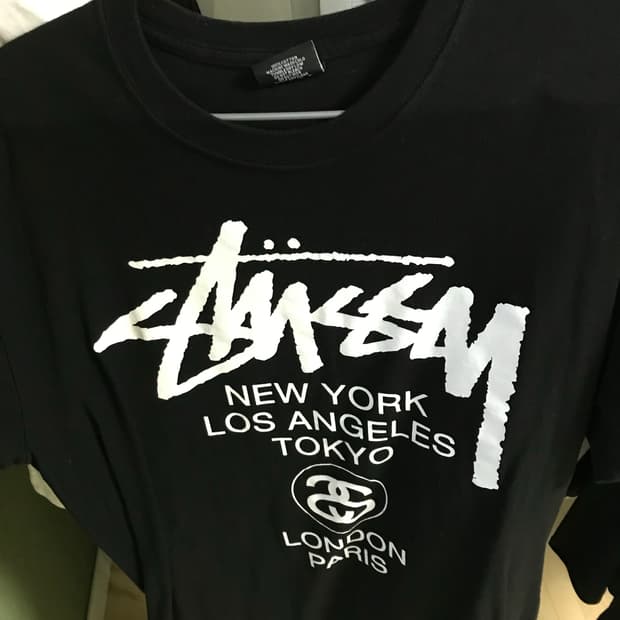 Stüssy
NEW YORK
LOS ANGELES
TOKYO
LONDON
PARIS